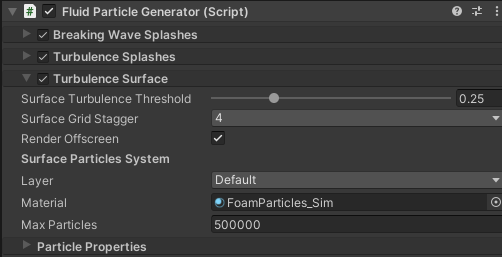 Fluid Particle Generator (Script)
Breaking Wave Splashes
Turbulence Splashes
Turbulence Surface
Surface Turbulence Threshold 0.25
Surface Grid Stagger 4
Render Offscreen
Surface Particles System
Layer Default
Material FoamParticles_Sim
Max Particles 500000
Particle Properties